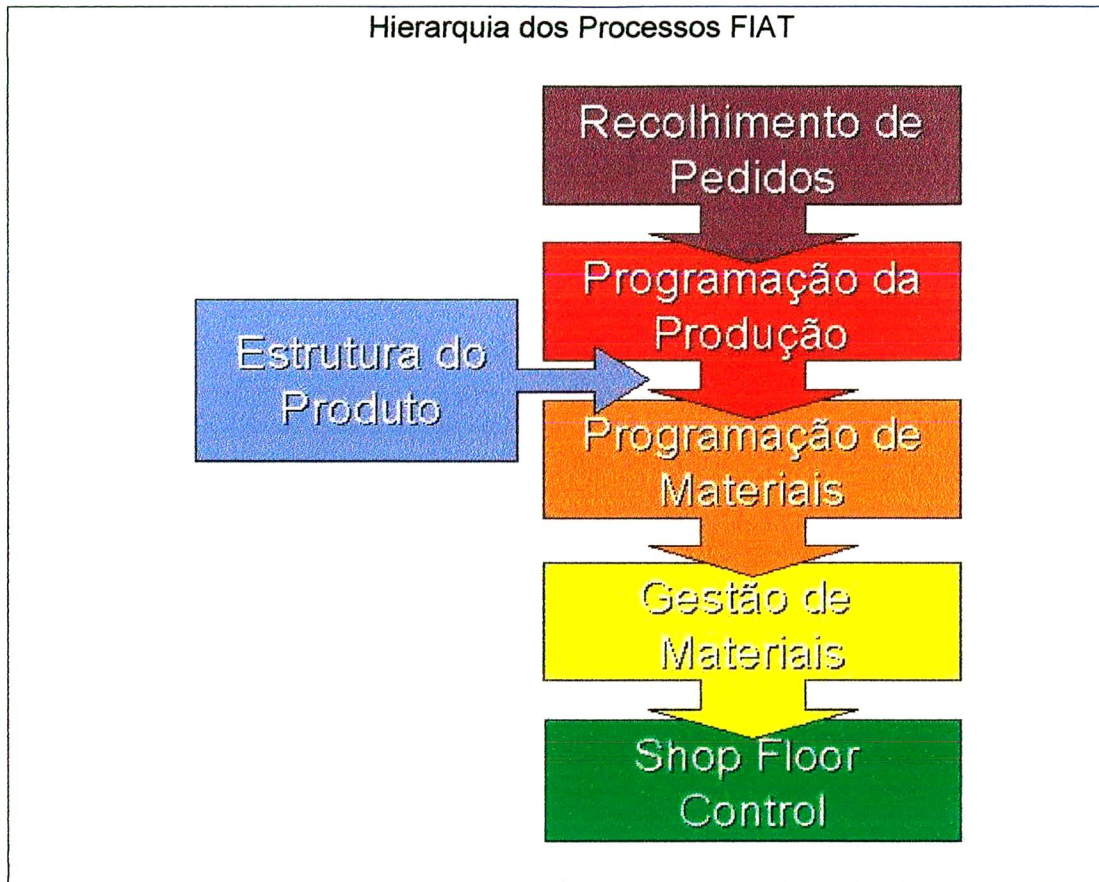 Hierarquia dos Processos FIAT
Recolhimento de
Pedidos
Programação da
Produção
Estrutura do
Produto
Programação de
Materiais
Gestão de
Materiais
Shop Floor
Control